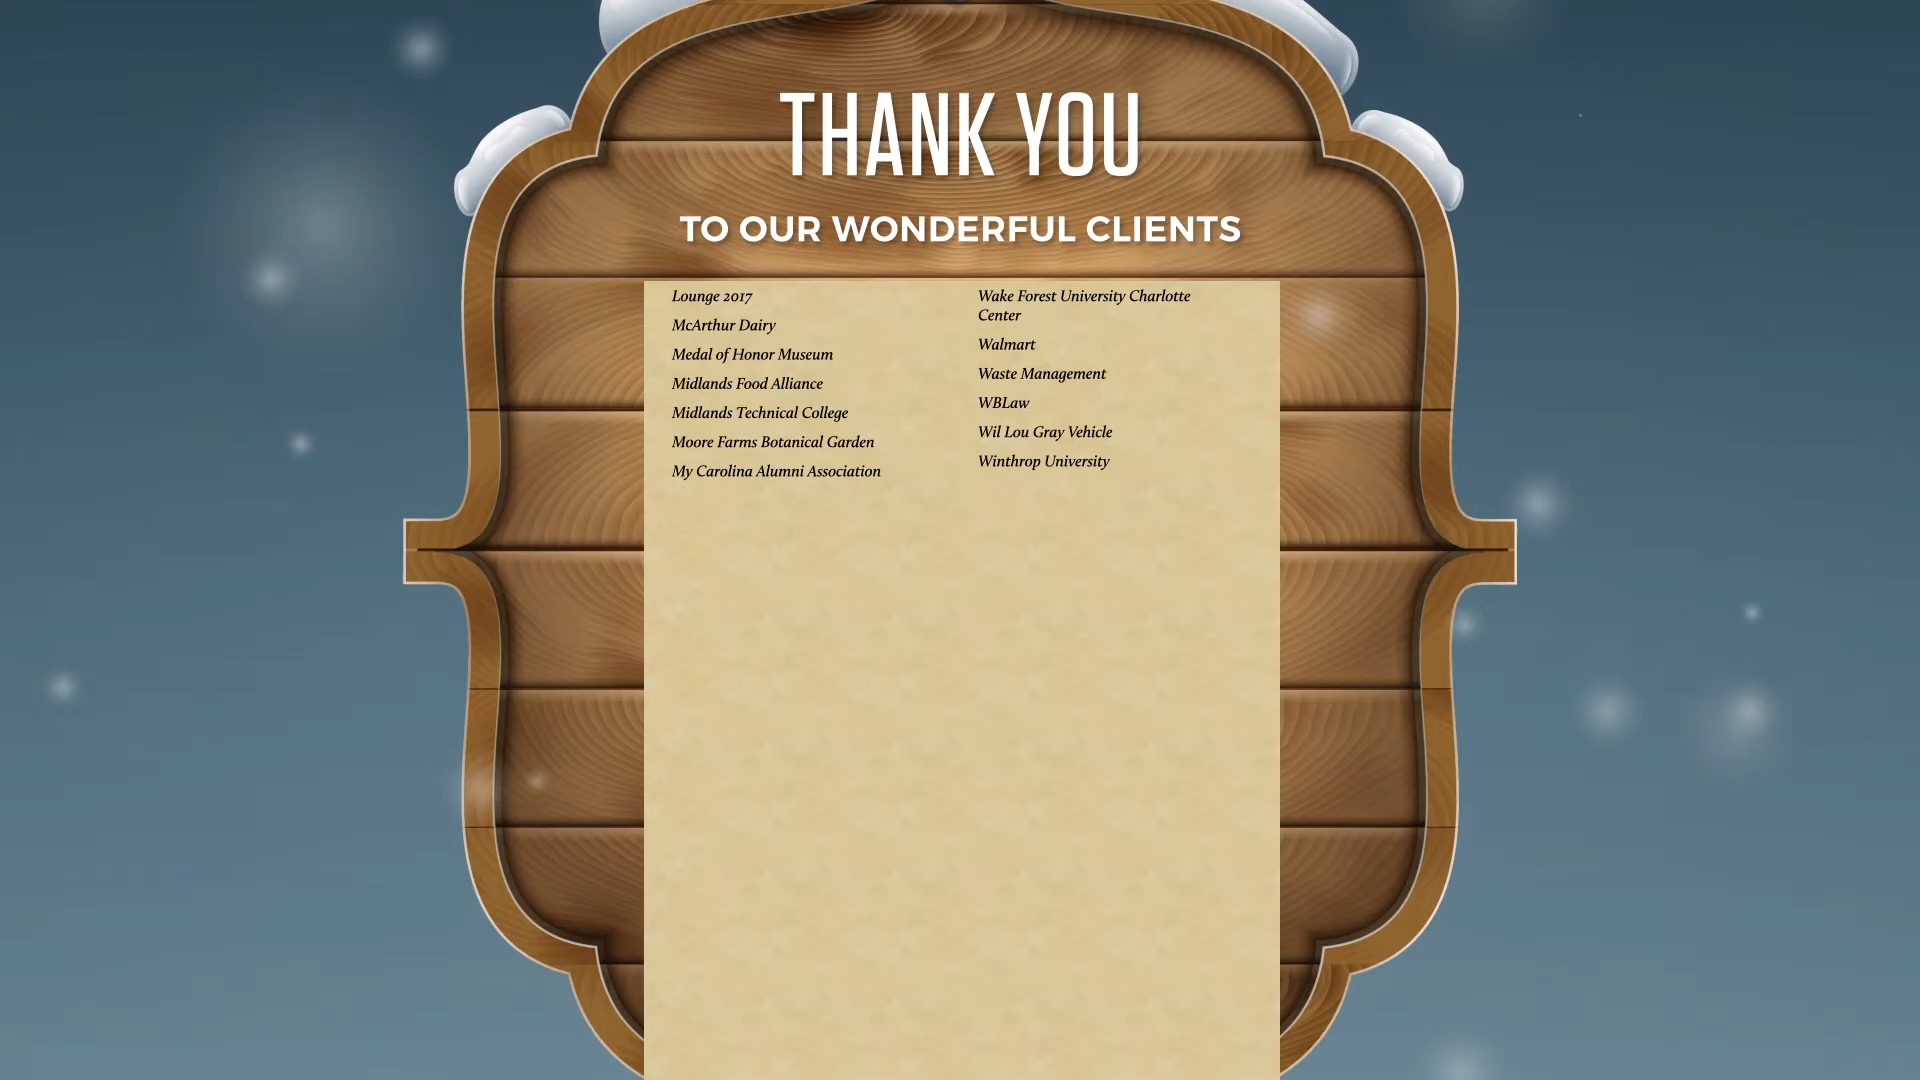 THANK YOU
TO OUR WONDERFUL CLIENTS
Lounge 2017
McArthur Dairy
Medal of Honor Museum
Midlands Food Alliance
Midlands Technical College
Moore Farms Botanical Garden
My Carolina Alumni Association
Wake Forest University Charlotte
Center
Walmart
Waste Management
WBLaw
Wil Lou Gray Vehicle
Winthrop University